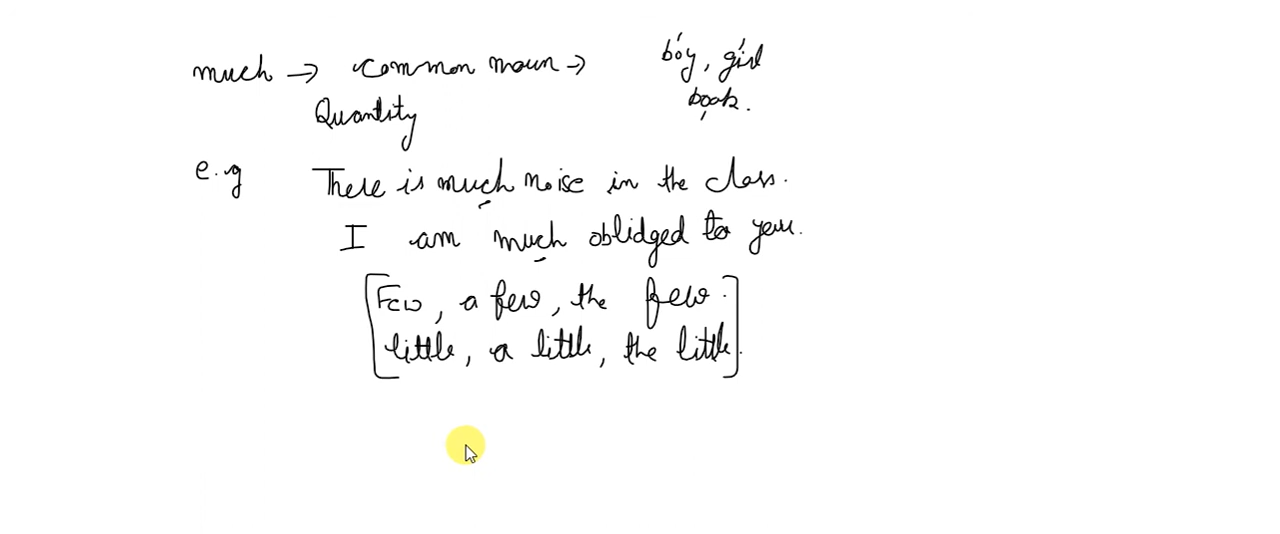 much → common noun → boy, girl
Quantity book.
e.g There is much noise in the class.
I am much oblidged to you.
[Few, a few, the few.
little, a little, the little.]